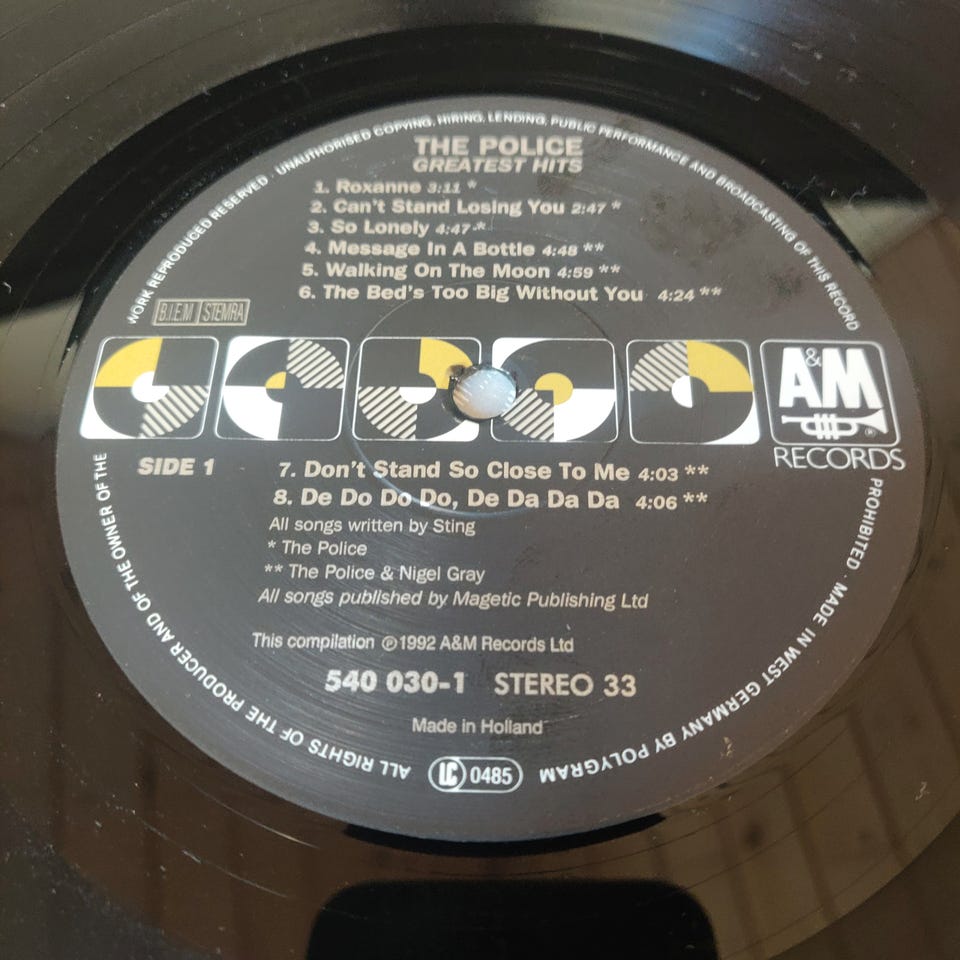 WORK REPRODUCED RESERVED · UNAUTHORISED COPYING, HIRING, LENDING, PUBLIC PERFORMANCE AND BROADCASTING OF THIS RECORD
THE POLICE
GREATEST HITS
1. Roxanne 3:11 *
2. Can't Stand Losing You 2:47 *
3. So Lonely 4:47 *
4. Message In A Bottle 4:48 **
5. Walking On The Moon 4:59 **
6. The Bed's Too Big Without You 4:24 **
B.I.E.M STEMRA
A&M
®
RECORDS
SIDE 1
7. Don't Stand So Close To Me 4:03 **
8. De Do Do Do, De Da Da Da 4:06 **
All songs written by Sting
* The Police
** The Police & Nigel Gray
All songs published by Magetic Publishing Ltd
This compilation ℗1992 A&M Records Ltd
540 030-1 STEREO 33
Made in Holland
LC 0485
PROHIBITED · MADE IN WEST GERMANY BY POLYGRAM
ALL RIGHTS OF THE PRODUCER AND OF THE OWNER OF THE